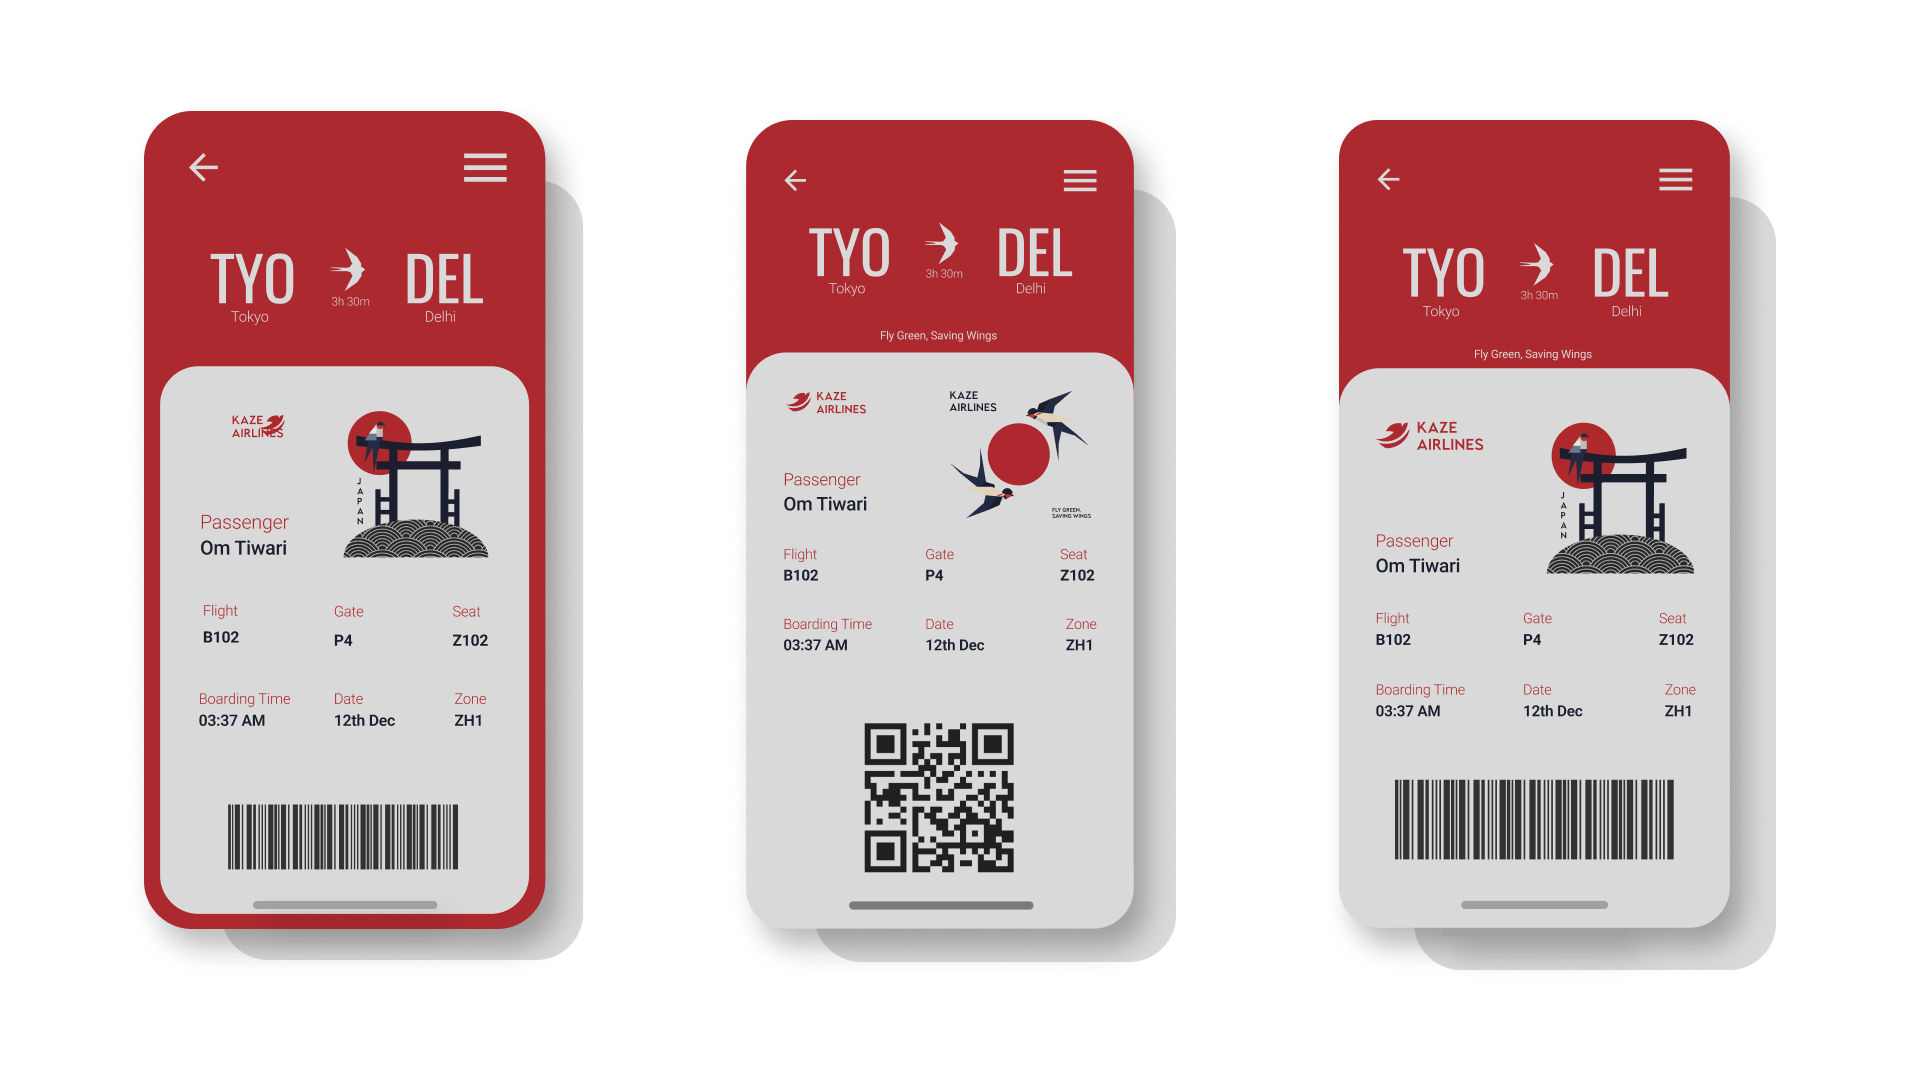 TYO
DEL
3h 30m
Tokyo
Delhi
KAZE
AIRLINES
J
A
P
A
N
Passenger
Om Tiwari
Flight
Gate
Seat
B102
P4
Z102
Boarding Time
Date
Zone
03:37 AM
12th Dec
ZH1
TYO
DEL
3h 30m
Tokyo
Delhi
Fly Green, Saving Wings
KAZE
AIRLINES
KAZE
AIRLINES
Passenger
Om Tiwari
FLY GREEN,
SAVING WINGS
Flight
Gate
Seat
B102
P4
Z102
Boarding Time
Date
Zone
03:37 AM
12th Dec
ZH1
TYO
DEL
3h 30m
Tokyo
Delhi
Fly Green, Saving Wings
KAZE
AIRLINES
J
A
P
A
N
Passenger
Om Tiwari
Flight
Gate
Seat
B102
P4
Z102
Boarding Time
Date
Zone
03:37 AM
12th Dec
ZH1